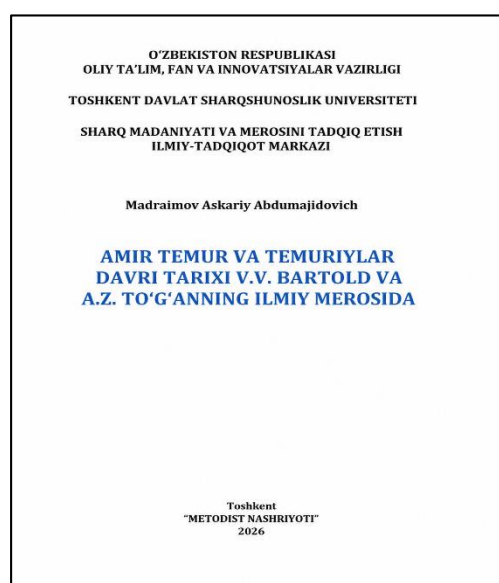 O‘ZBEKISTON RESPUBLIKASI
OLIY TA’LIM, FAN VA INNOVATSIYALAR VAZIRLIGI
TOSHKENT DAVLAT SHARQSHUNOSLIK UNIVERSITETI
SHARQ MADANIYATI VA MEROSINI TADQIQ ETISH
ILMIY-TADQIQOT MARKAZI
Madraimov Askariy Abdumajidovich
AMIR TEMUR VA TEMURIYLAR
DAVRI TARIXI V.V. BARTOLD VA
A.Z. TO‘G‘ANNING ILMIY MEROSIDA
Toshkent
“METODIST NASHRIYOTI”
2026